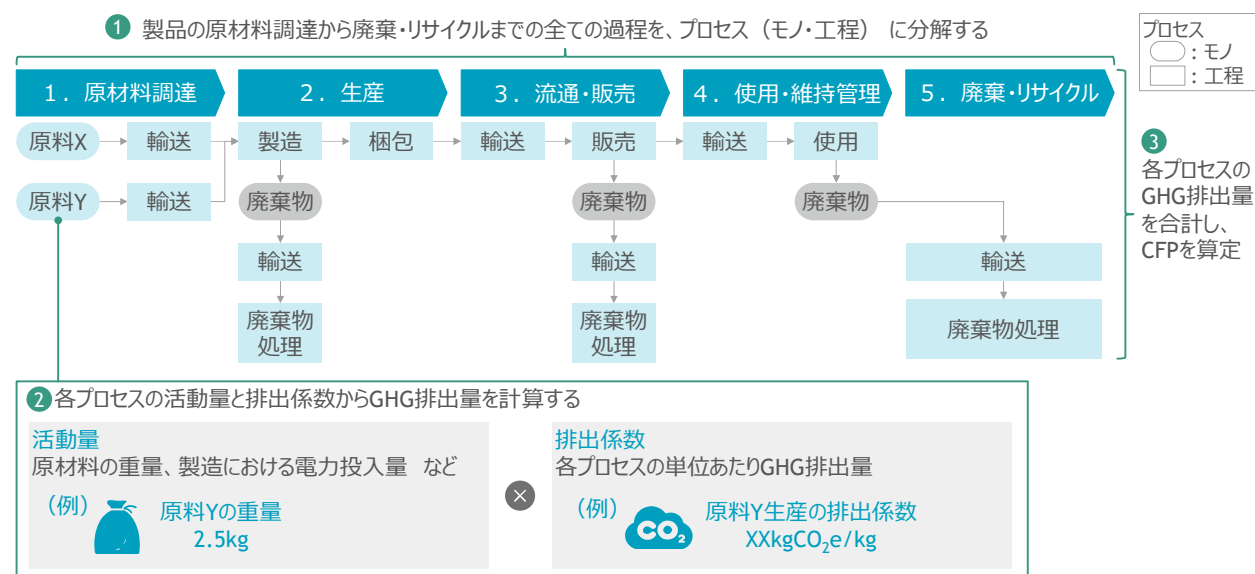 1 製品の原材料調達から廃棄・リサイクルまでの全ての過程を、プロセス（モノ・工程） に分解する
プロセス
：モノ
：工程
1．原材料調達
2．生産
3．流通・販売
4．使用・維持管理
5．廃棄・リサイクル
原料X
輸送
製造
梱包
輸送
販売
輸送
使用
原料Y
輸送
廃棄物
廃棄物
廃棄物
輸送
輸送
輸送
廃棄物
処理
廃棄物
処理
廃棄物処理
3
各プロセスの
GHG排出量
を合計し、
CFPを算定
2 各プロセスの活動量と排出係数からGHG排出量を計算する
活動量
原材料の重量、製造における電力投入量 など
（例）
原料Yの重量
2.5kg
×
排出係数
各プロセスの単位あたりGHG排出量
（例）
CO₂
原料Y生産の排出係数
XXkgCO₂e/kg